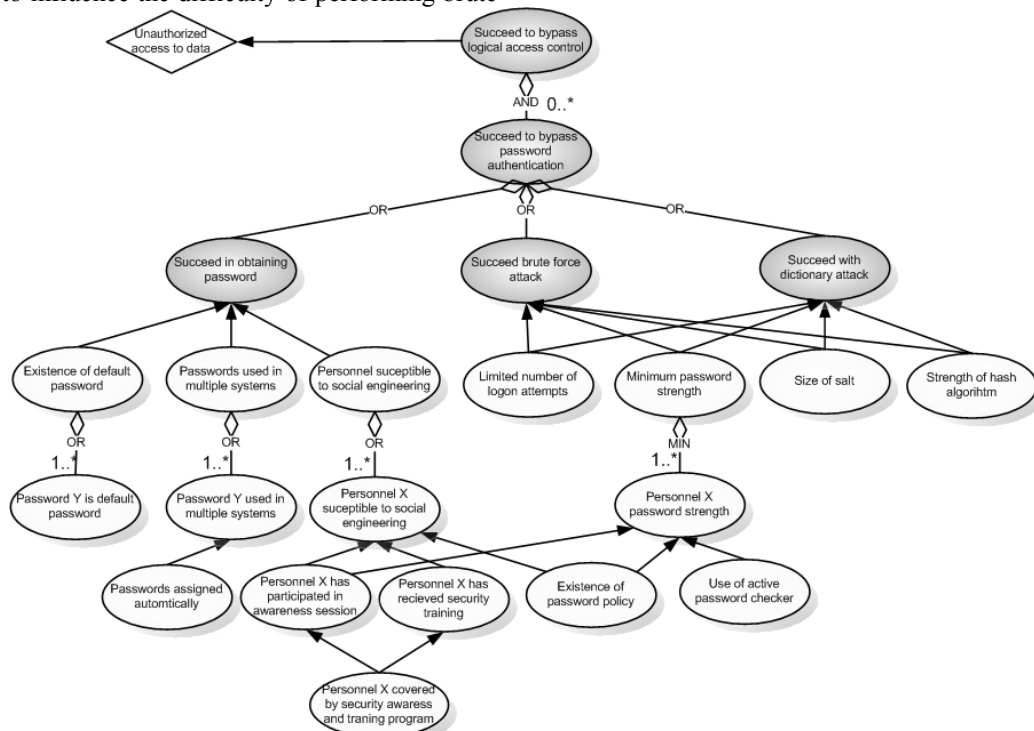 to influence the difficulty of performing brute
Unauthorized
access to data
Succeed to bypass
logical access control
AND 0..*
Succeed to bypass
password
authentication
OR
OR
OR
Succeed in obtaining
password
Succeed brute force
attack
Succeed with
dictionary attack
Existence of default
password
Passwords used in
multiple systems
Personnel suceptible
to social engineering
Limited number of
logon attempts
Minimum password
strength
Size of salt
Strength of hash
algorihtm
OR
OR
OR
MIN
1..*
1..*
1..*
1..*
Password Y is default
password
Password Y used in
multiple systems
Personnel X
suceptible to social
engineering
Personnel X
password strength
Passwords assigned
automtically
Personnel X has
participated in
awareness session
Personnel X has
recieved security
training
Existence of
password policy
Use of active
password checker
Personnel X covered
by security awaress
and traning program